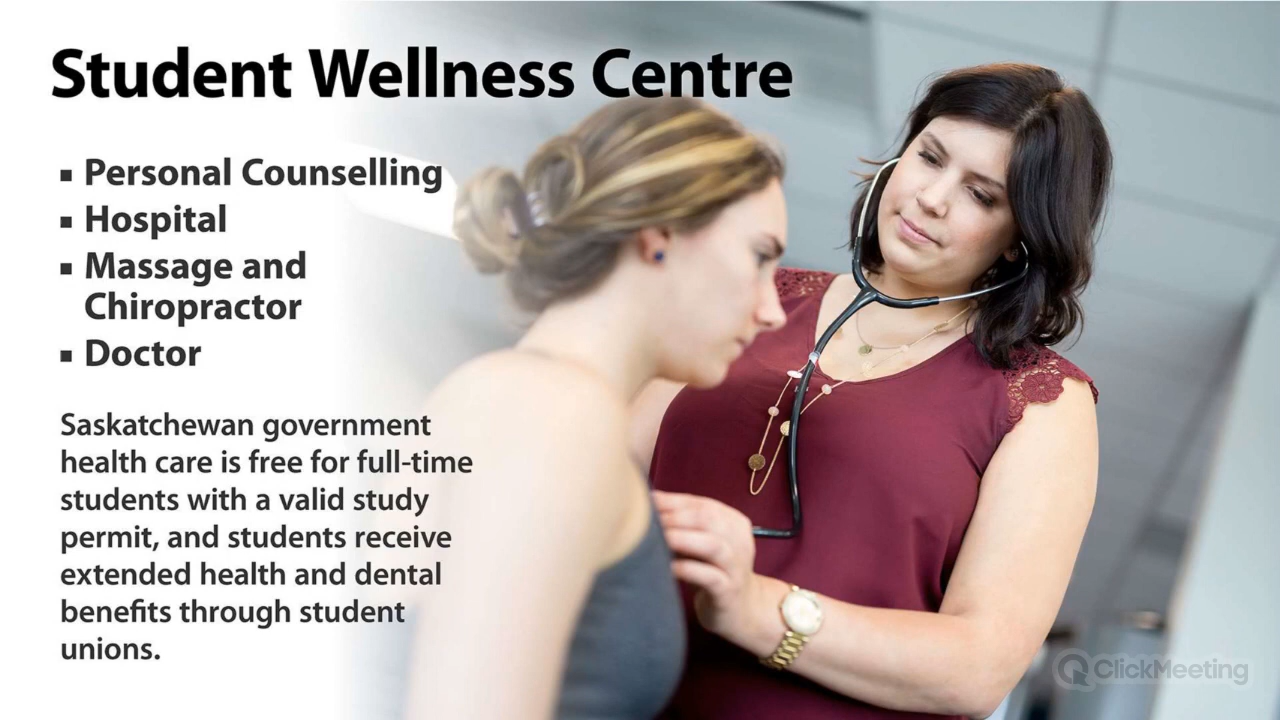 Student Wellness Centre
▪ Personal Counselling
▪ Hospital
▪ Massage and
Chiropractor
▪ Doctor
Saskatchewan government
health care is free for full-time
students with a valid study
permit, and students receive
extended health and dental
benefits through student
unions.
ClickMeeting